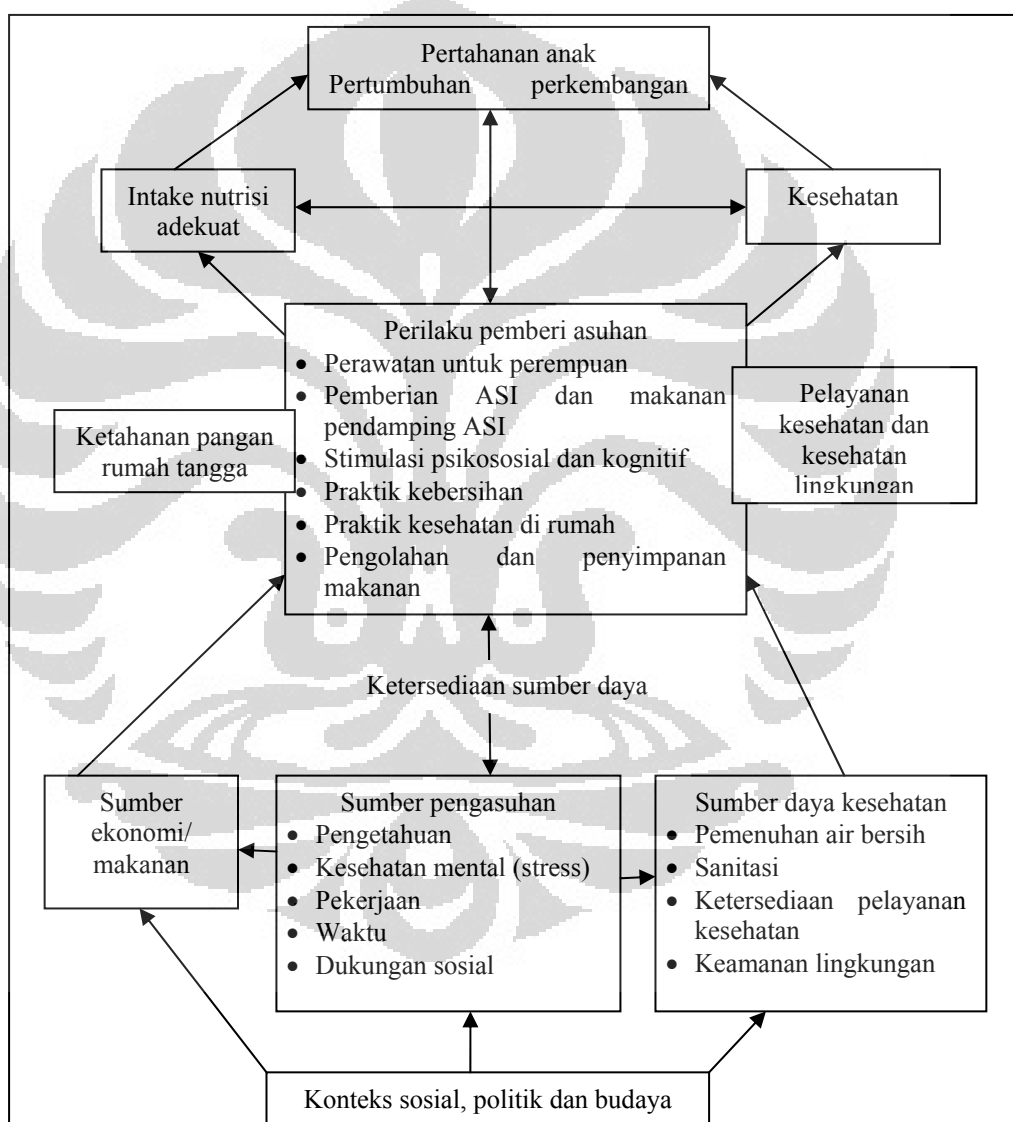 Pertahanan anak
Pertumbuhan perkembangan
Intake nutrisi
adekuat
Kesehatan
Perilaku pemberi asuhan
• Perawatan untuk perempuan
• Pemberian ASI dan makanan
pendamping ASI
• Stimulasi psikososial dan kognitif
• Praktik kebersihan
• Praktik kesehatan di rumah
• Pengolahan dan penyimpanan
makanan
Ketahanan pangan
rumah tangga
Pelayanan
kesehatan dan
kesehatan
lingkungan
Ketersediaan sumber daya
Sumber
ekonomi/
makanan
Sumber pengasuhan
• Pengetahuan
• Kesehatan mental (stress)
• Pekerjaan
• Waktu
• Dukungan sosial
Sumber daya kesehatan
• Pemenuhan air bersih
• Sanitasi
• Ketersediaan pelayanan
kesehatan
• Keamanan lingkungan
Konteks sosial, politik dan budaya